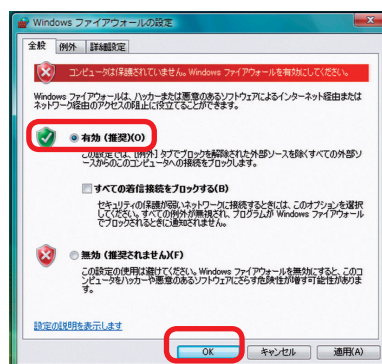 Windows ファイアウォールの設定
全般 例外 詳細設定
コンピュータは保護されていません。Windows ファイアウォールを有効にしてください。
Windows ファイアウォールは、ハッカーまたは悪意のあるソフトウェアによるインターネット経由または
ネットワーク経由のアクセスの阻止に役立てることができます。
有効 (推奨)(O)
この設定では、[例外] タブでブロックを解除された外部ソースを除くすべての外部ソ
ースからのこのコンピュータへの接続をブロックします。
すべての着信接続をブロックする(B)
セキュリティの保護が弱いネットワークに接続するときには、このオプションを選択
してください。すべての例外が無視され、プログラムが Windows ファイアウォール
でブロックされるときに通知されません。
無効 (推奨されません)(F)
この設定の使用は避けてください。Windows ファイアウォールを無効にすると、このコ
ンピュータをハッカーや悪意のあるソフトウェアにさらす危険性が増す可能性がありま
す。
設定の説明を表示します
OK キャンセル 適用(A)